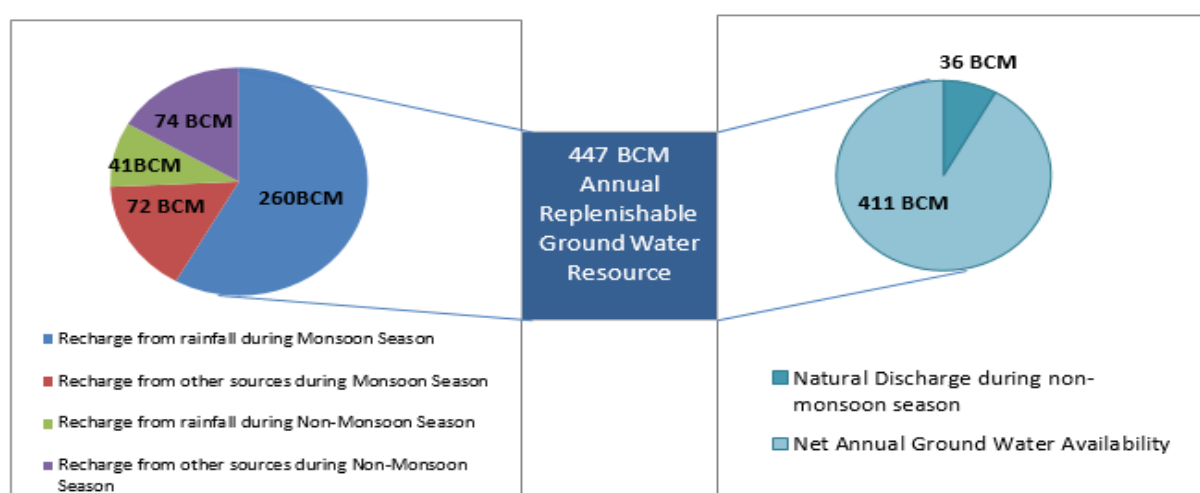 74 BCM
41BCM
72 BCM
260BCM
Recharge from rainfall during Monsoon Season
Recharge from other sources during Monsoon Season
Recharge from rainfall during Non-Monsoon Season
Recharge from other sources during Non-Monsoon
Season
447 BCM
Annual
Replenishable
Ground Water
Resource
36 BCM
411 BCM
Natural Discharge during non-
monsoon season
Net Annual Ground Water Availability